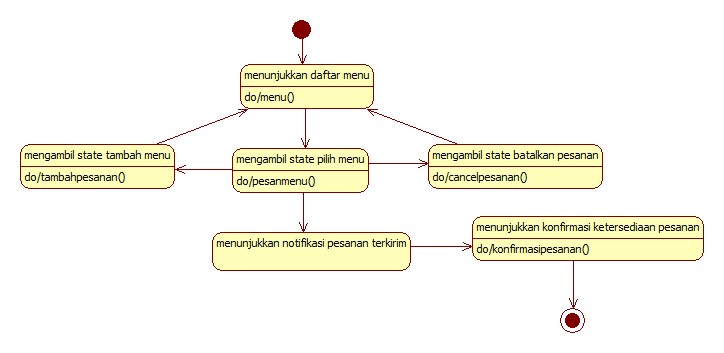 menunjukkan daftar menu
do/menu()
mengambil state tambah menu
do/tambahpesanan()
mengambil state pilih menu
do/pesanmenu()
mengambil state batalkan pesanan
do/cancelpesanan()
menunjukkan notifikasi pesanan terkirim
menunjukkan konfirmasi ketersediaan pesanan
do/konfirmasipesanan()